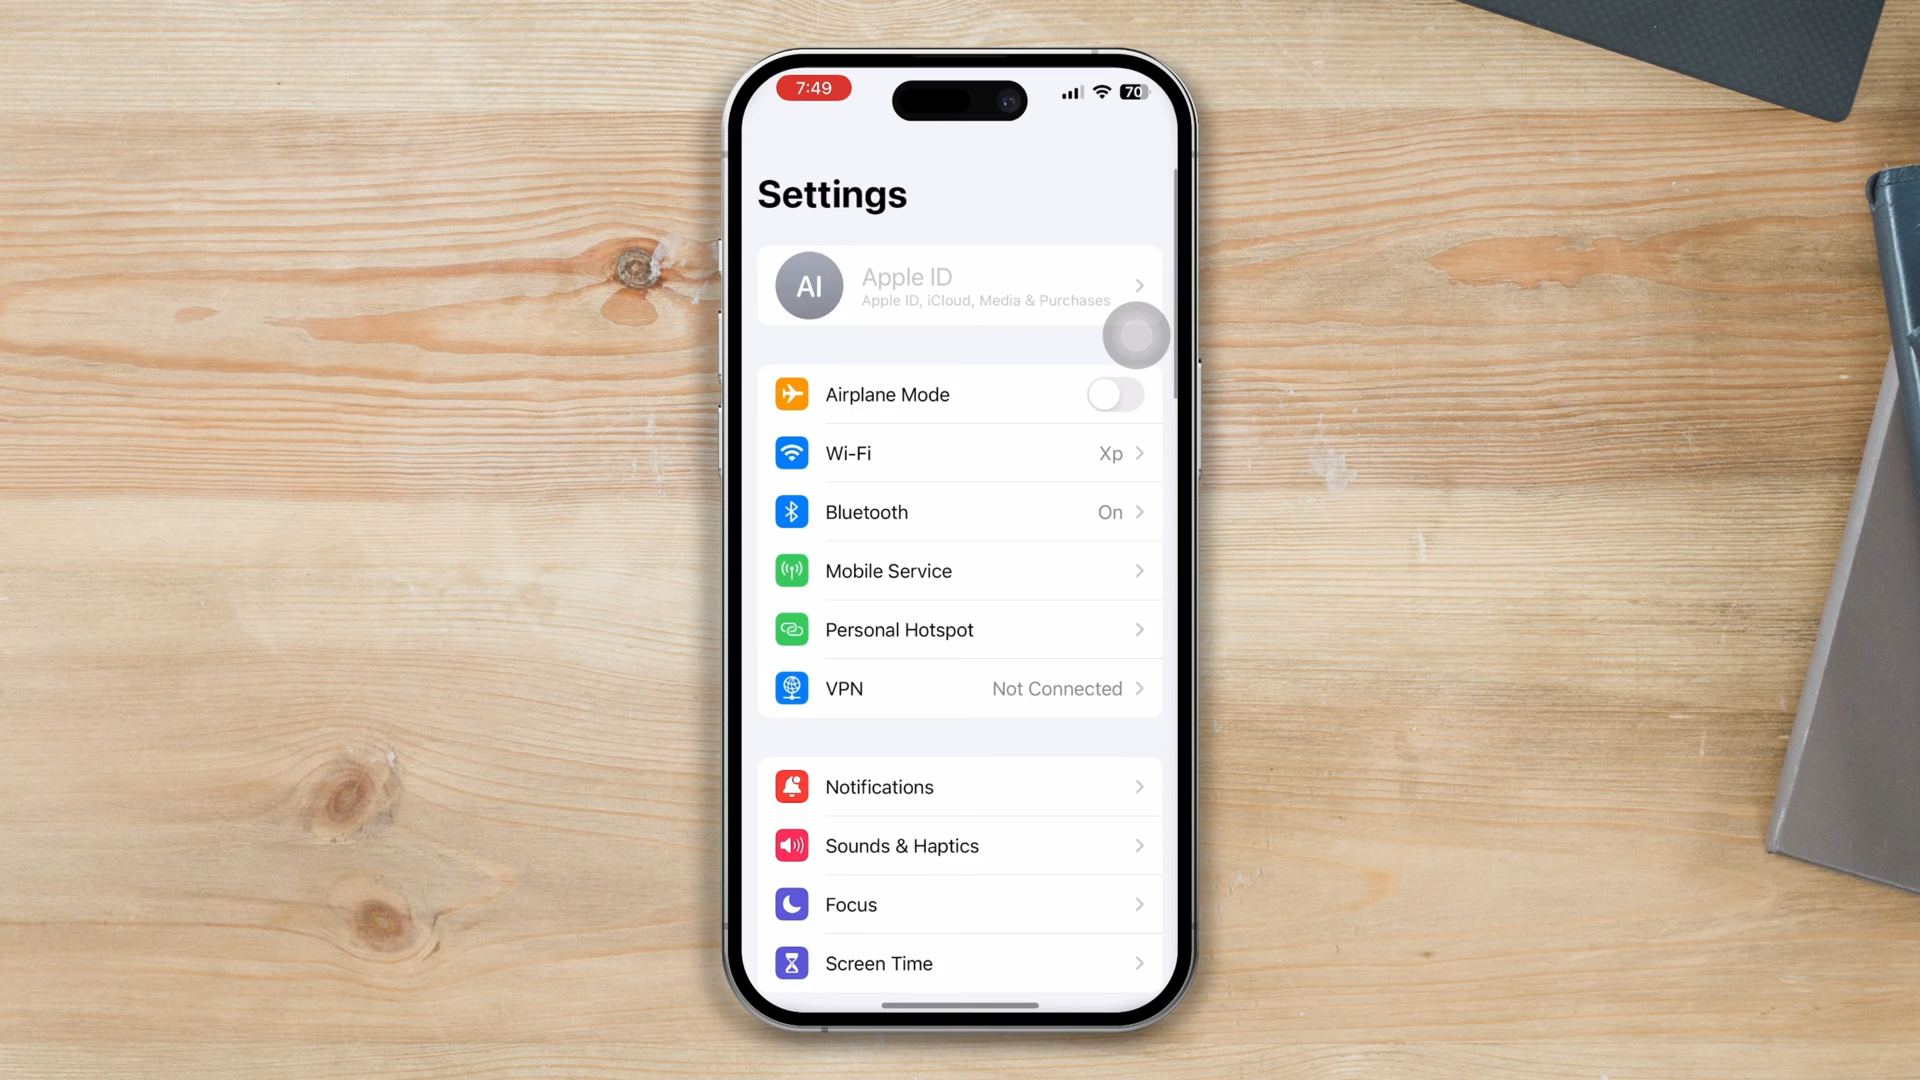 7:49
70
Settings
AI
Apple ID
Apple ID, iCloud, Media & Purchases
Airplane Mode
Wi-Fi Xp
Bluetooth On
Mobile Service
Personal Hotspot
VPN Not Connected
Notifications
Sounds & Haptics
Focus
Screen Time